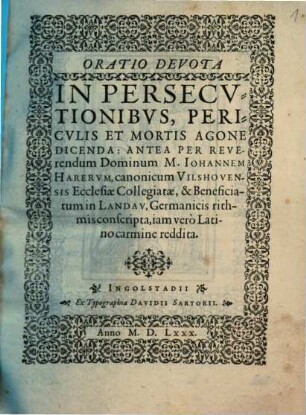 ORATIO DEVOTA
IN PERSECV-
TIONIBVS, PERI-
CVLIS ET MORTIS AGONE
DICENDA: ANTEA PER REVE-
rendum Dominum M. IOHANNEM
HARERVM, canonicum VILSHOVEN-
SIS Ecclesiæ Collegiatæ, & Beneficia-
tum in LANDAV, Germanicis rith-
mis conscripta, iam verò Lati-
no carmine reddita.
INGOLSTADII
Ex Typographia DAVIDIS SARTORII.
Anno M. D. LXXX.